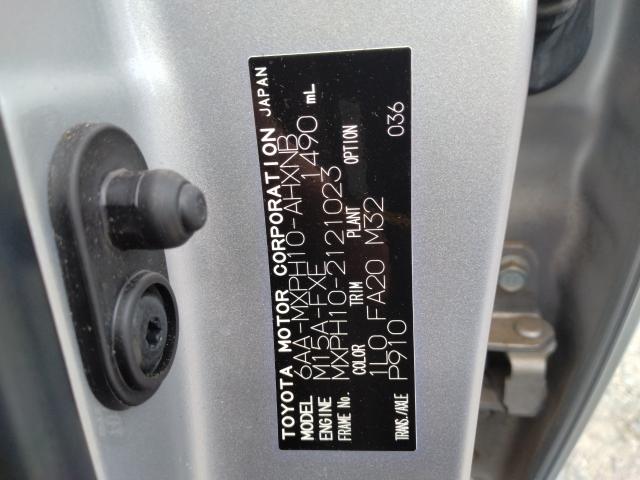 TOYOTA MOTOR CORPORATION JAPAN
MODEL 6AA-MXPH10-AHXNB
ENGINE M15A-FXE 1490 mL
FRAME No. MXPH10-2121023
COLOR TRIM PLANT OPTION
1L0 FA20 M32
TRANS./AXLE P910 036